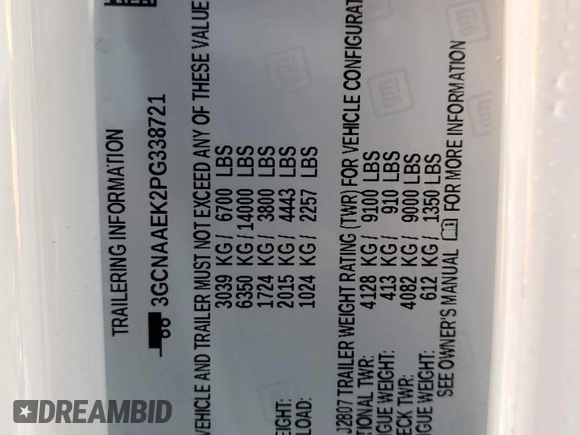 TRAILERING INFORMATION
3GCNAAEK2PG338721
VEHICLE AND TRAILER MUST NOT EXCEED ANY OF THESE VALUE
3039 KG/ 6700 LBS
6350 KG/ 14000 LBS
1724 KG/ 3800 LBS
2015 KG/ 4443 LBS
LOAD: 1024 KG/ 2257 LBS
J2807 TRAILER WEIGHT RATING (TWR) FOR VEHICLE CONFIGURAT
TIONAL TWR: 4128 KG/ 9100 LBS
GUE WEIGHT: 413 KG/ 910 LBS
ECK TWR: 4082 KG/ 9000 LBS
GUE WEIGHT: 612 KG/ 1350 LBS
SEE OWNER'S MANUAL FOR MORE INFORMATION
gm
DREAMBID